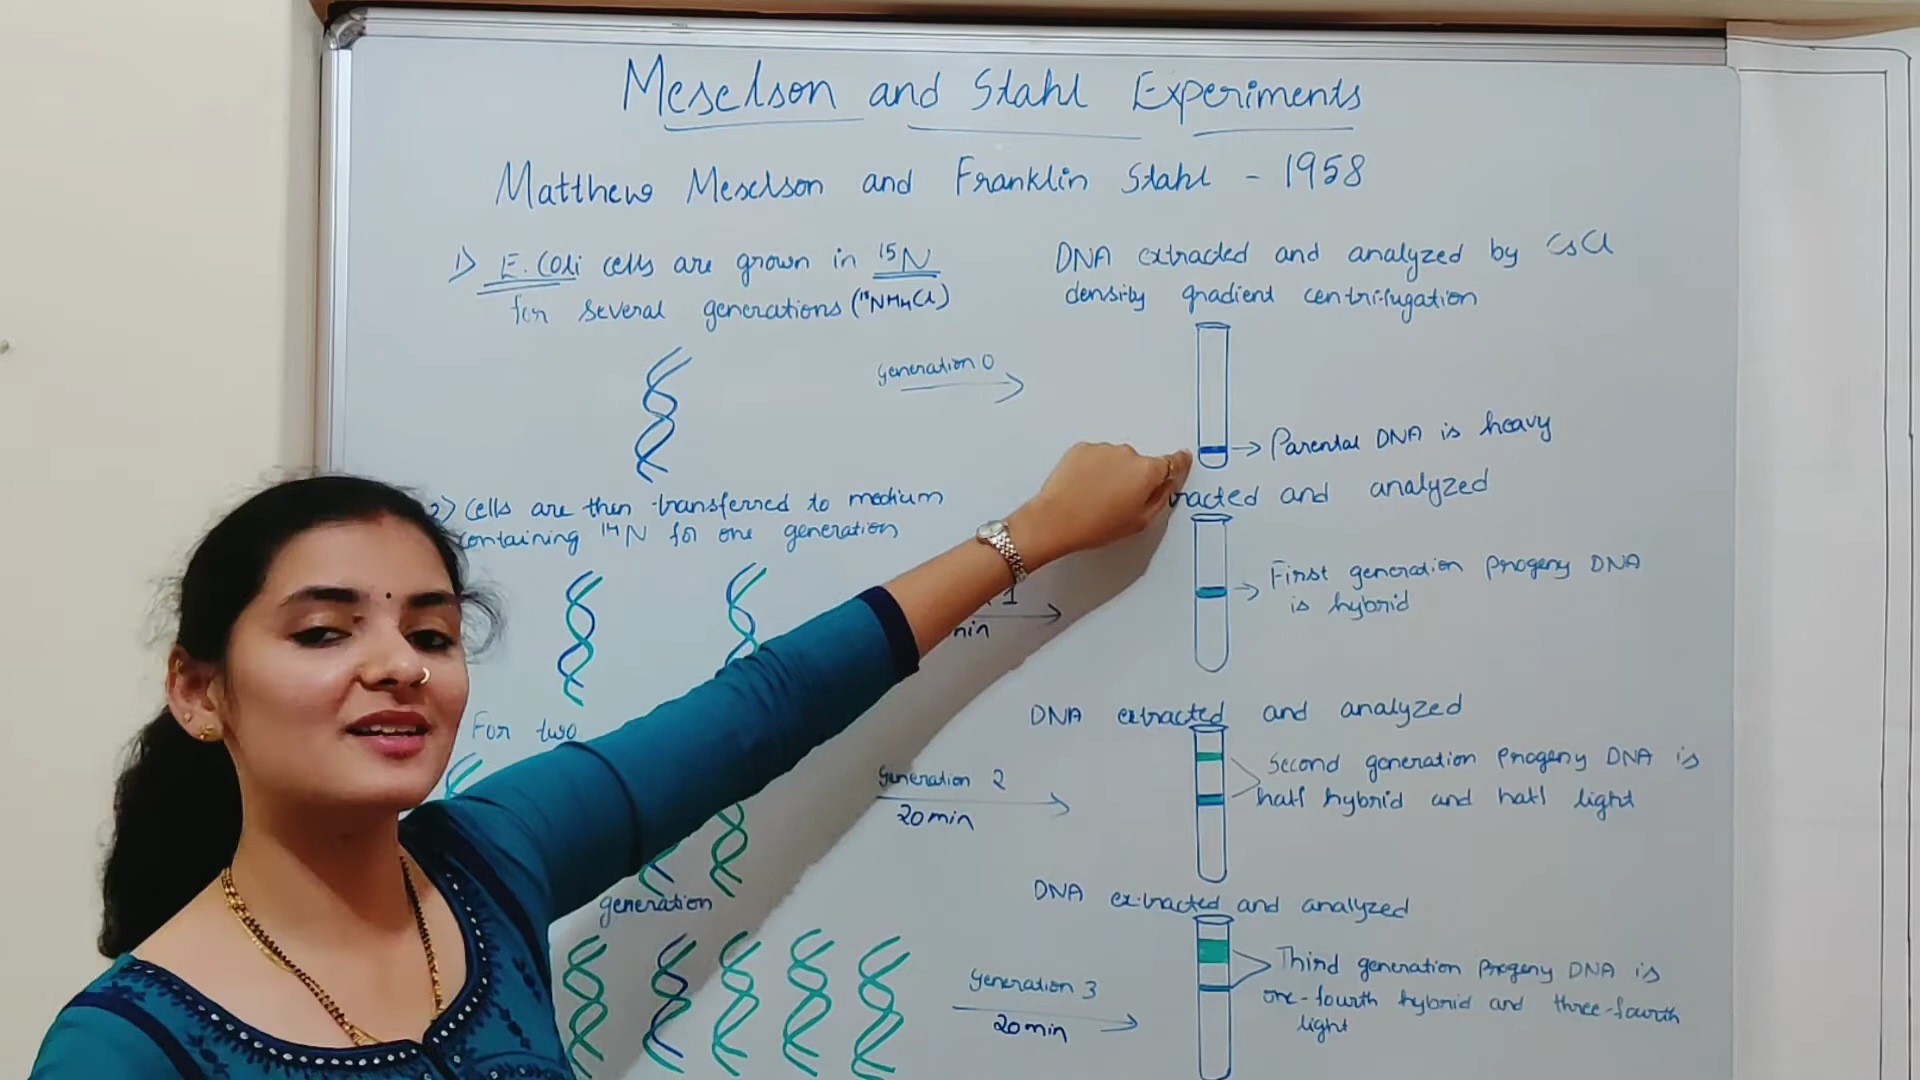 Meselson and Stahl Experiments
Matthew Meselson and Franklin Stahl - 1958
1) E. Coli cells are grown in ¹⁵N
for several generations (¹⁵NH₄Cl)
DNA extracted and analyzed by CsCl
density gradient centrifugation
Generation 0
→ Parental DNA is heavy
2) Cells are then transferred to medium
containing ¹⁴N for one generation
and analyzed
1
→ First generation Progeny DNA
is hybrid
For two
Generation 2
20 min
DNA extracted and analyzed
Second generation Progeny DNA is
half hybrid and half light
generation
Generation 3
20 min
DNA extracted and analyzed
Third generation Progeny DNA is
one-fourth hybrid and three-fourth
light